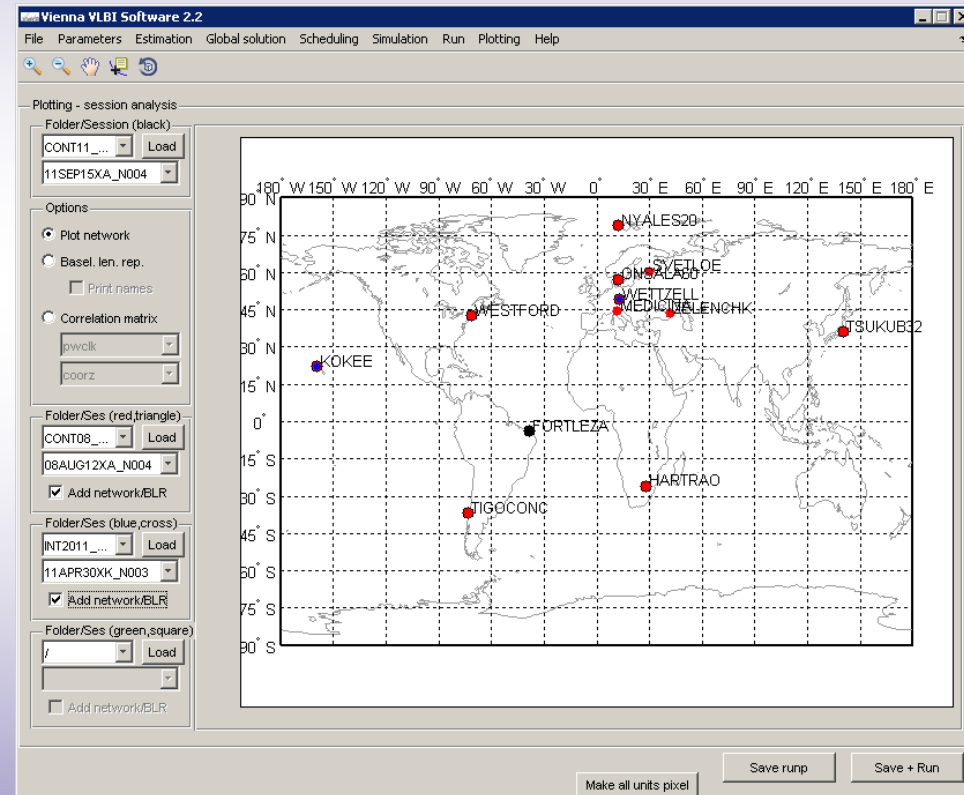 Vienna VLBI Software 2.2
File Parameters Estimation Global solution Scheduling Simulation Run Plotting Help
Plotting - session analysis
Folder/Session (black)
CONT11_... Load
11SEP15XA_N004
Options
Plot network
Basel. len. rep.
Print names
Correlation matrix
pwclk
coorz
Folder/Ses (red,triangle)
CONT08_... Load
08AUG12XA_N004
Add network/BLR
Folder/Ses (blue,cross)
INT2011_... Load
11APR30XK_N003
Add network/BLR
Folder/Ses (green,square)
/ Load
Add network/BLR
180° W 150° W 120° W 90° W 60° W 30° W 0° 30° E 60° E 90° E 120° E 150° E 180° E
90° N
75° N
60° N
45° N
30° N
15° N
0°
15° S
30° S
45° S
60° S
75° S
90° S
NYALES20
SVETLOE
ONSALA60
WETTZELL
MEDICINA
ZELENCHK
WESTFORD
TSUKUB32
KOKEE
FORTLEZA
HARTRAO
TIGOCONC
Save runp Save + Run
Make all units pixel